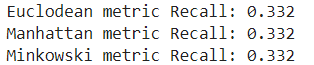 Euclodean metric Recall: 0.332
Manhattan metric Recall: 0.332
Minkowski metric Recall: 0.332